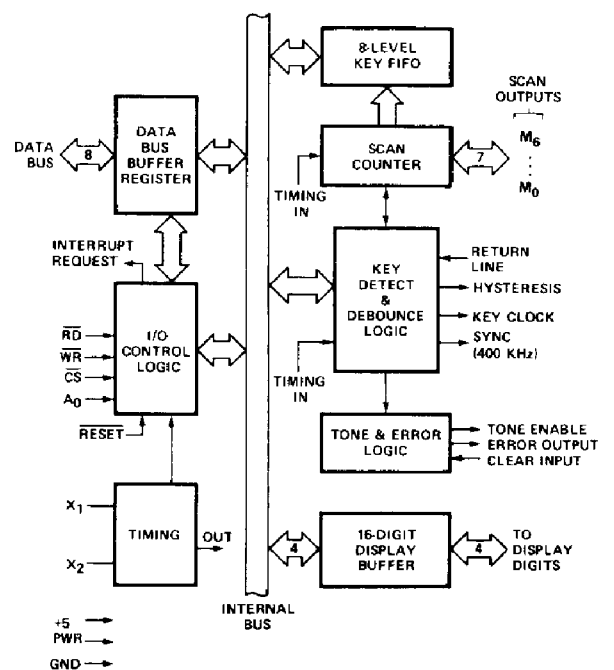 8-LEVEL
KEY FIFO
SCAN
OUTPUTS
DATA
BUS
BUFFER
REGISTER
DATA
BUS
8
SCAN
COUNTER
7
M6
M0
TIMING
IN
INTERRUPT
REQUEST
I/O
CONTROL
LOGIC
RD
WR
CS
A0
RESET
KEY
DETECT
&
DEBOUNCE
LOGIC
RETURN
LINE
HYSTERESIS
KEY CLOCK
SYNC
(400 KHz)
TIMING
IN
TONE & ERROR
LOGIC
TONE ENABLE
ERROR OUTPUT
CLEAR INPUT
X1
X2
TIMING
OUT
4
16-DIGIT
DISPLAY
BUFFER
4
TO
DISPLAY
DIGITS
INTERNAL
BUS
+5
PWR
GND